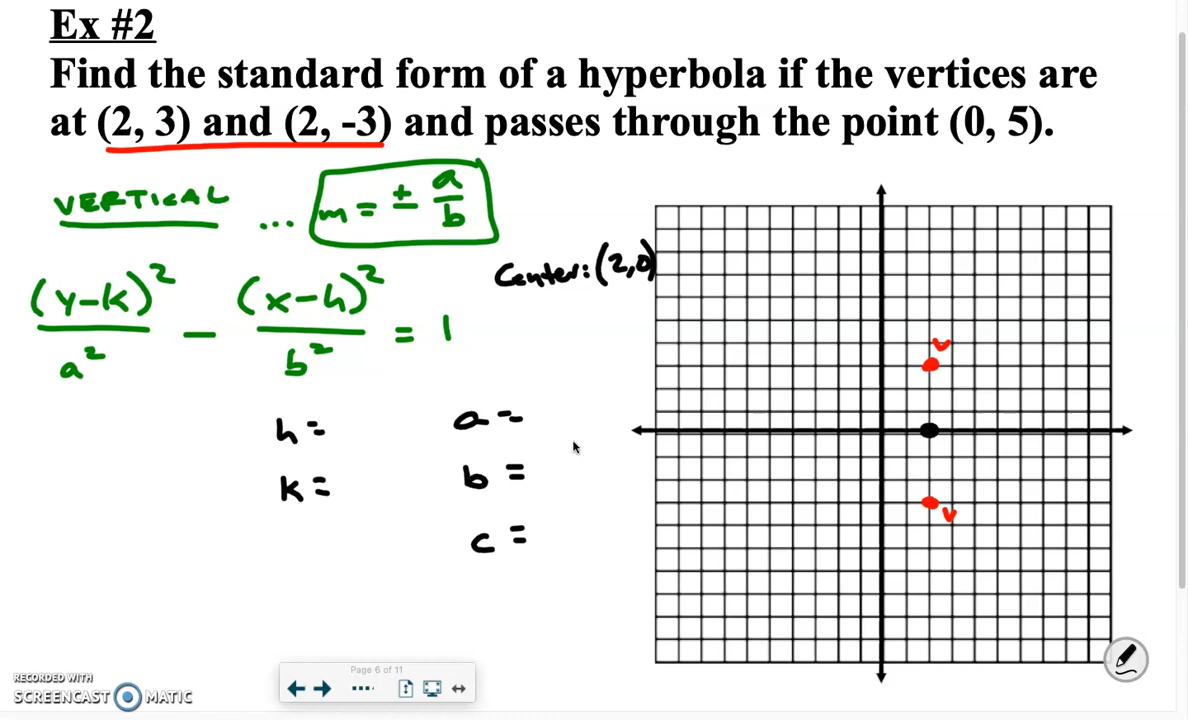 Ex #2
Find the standard form of a hyperbola if the vertices are
at (2, 3) and (2, -3) and passes through the point (0, 5).
VERTICAL ... m = ± a/b
Center: (2,0)
(y-k)²/a² - (x-h)²/b² = 1
v
h = a =
k = b =
v
c =
Page 6 of 11
RECORDED WITH
SCREENCAST MATIC